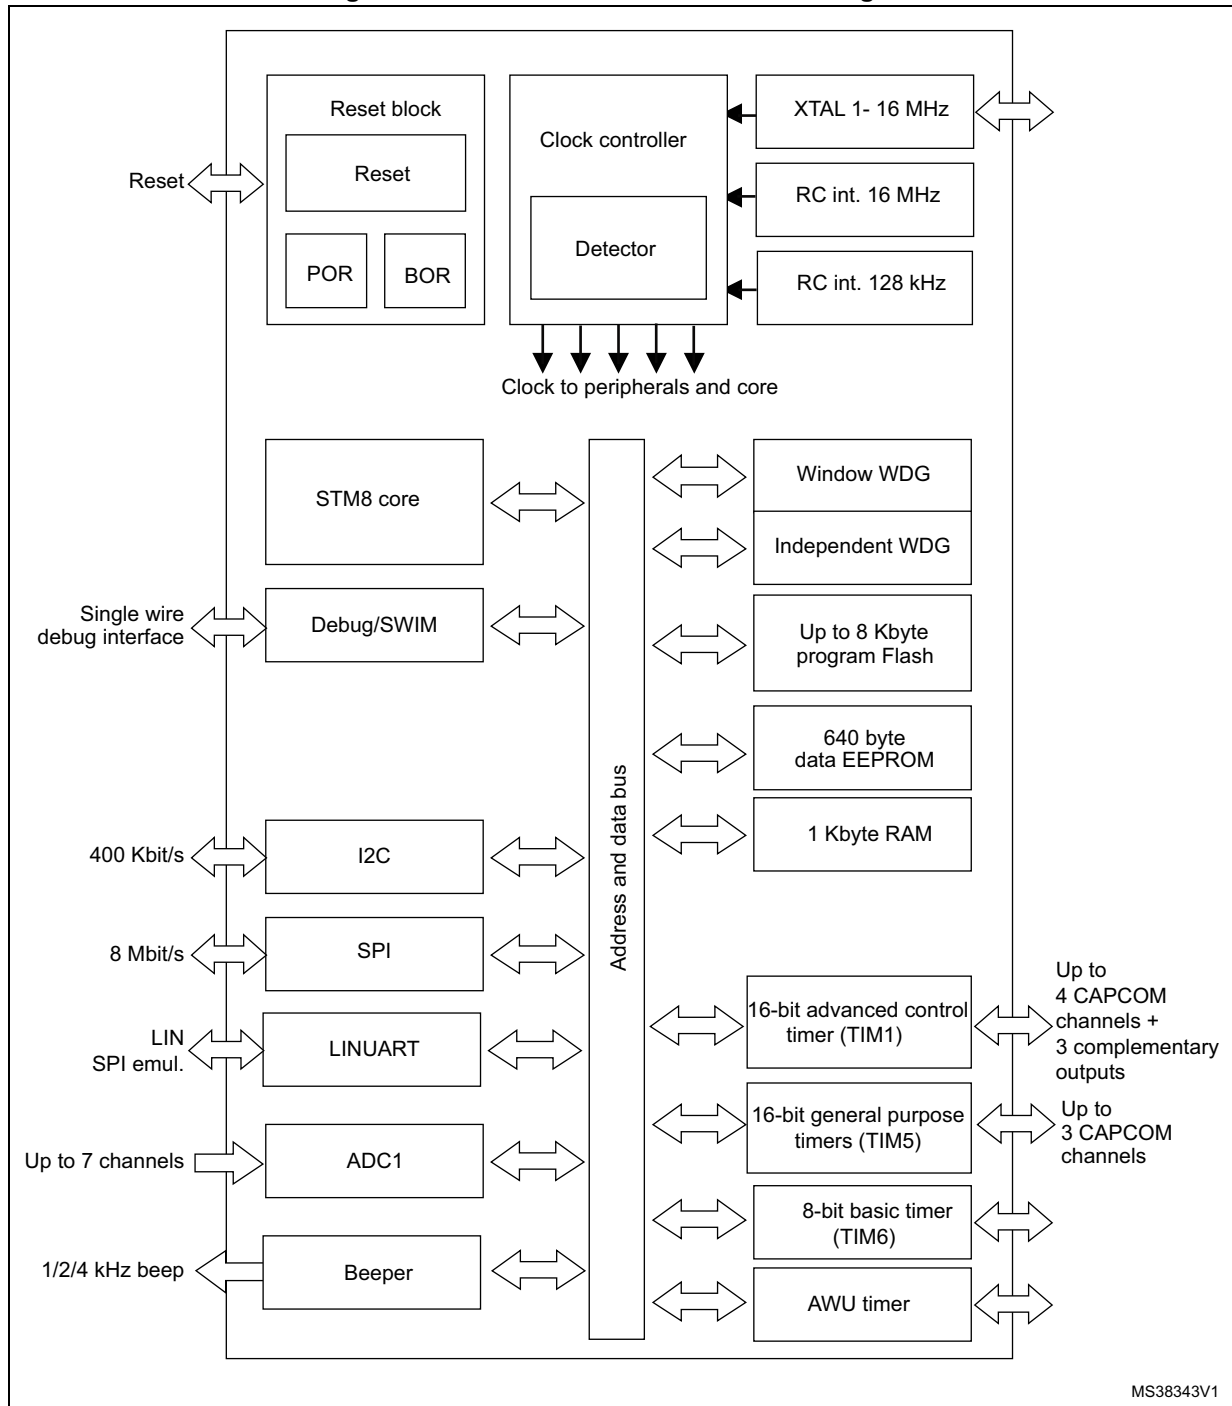 Reset block
Reset
Reset
POR
BOR
Clock controller
Detector
XTAL 1- 16 MHz
RC int. 16 MHz
RC int. 128 kHz
Clock to peripherals and core
STM8 core
Single wire
debug interface
Debug/SWIM
400 Kbit/s
I2C
8 Mbit/s
SPI
LIN
SPI emul.
LINUART
Up to 7 channels
ADC1
1/2/4 kHz beep
Beeper
Address and data bus
Window WDG
Independent WDG
Up to 8 Kbyte
program Flash
640 byte
data EEPROM
1 Kbyte RAM
16-bit advanced control
timer (TIM1)
Up to
4 CAPCOM
channels +
3 complementary
outputs
16-bit general purpose
timers (TIM5)
Up to
3 CAPCOM
channels
8-bit basic timer
(TIM6)
AWU timer
MS38343V1